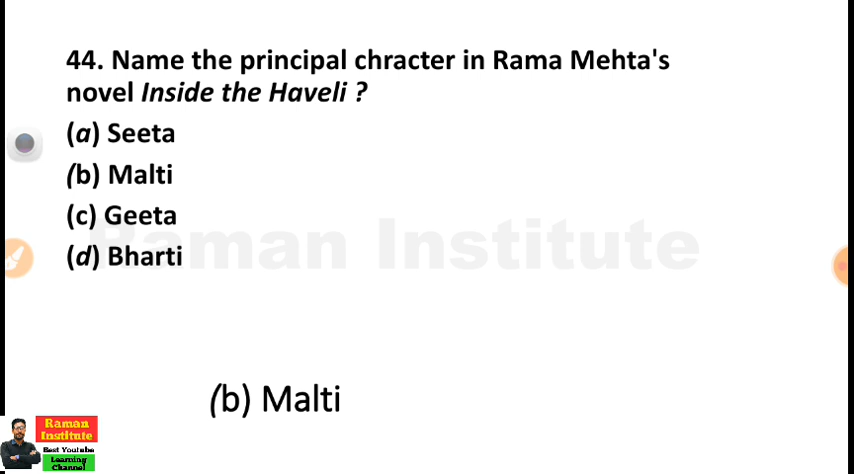 44. Name the principal chracter in Rama Mehta's
novel Inside the Haveli ?
(a) Seeta
(b) Malti
(c) Geeta
(d) Bharti
Raman Institute
(b) Malti
Raman
Institute
Best Youtube
Learning
Channel